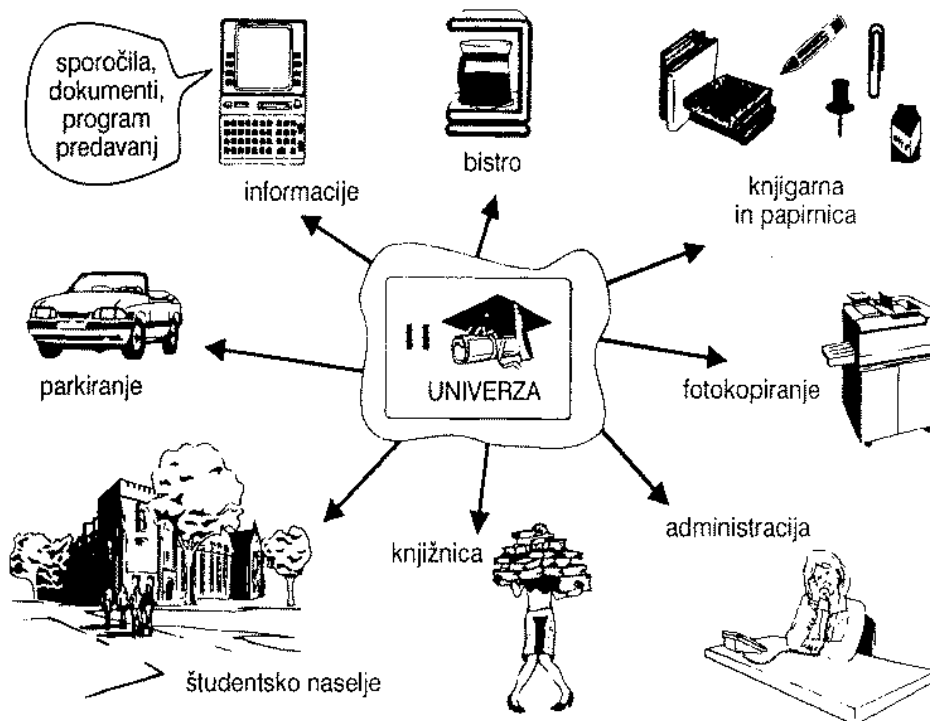 sporočila,
dokumenti,
program
predavanj
informacije
bistro
knjigarna
in papirnica
parkiranje
UNIVERZA
fotokopiranje
študentsko naselje
knjižnica
administracija